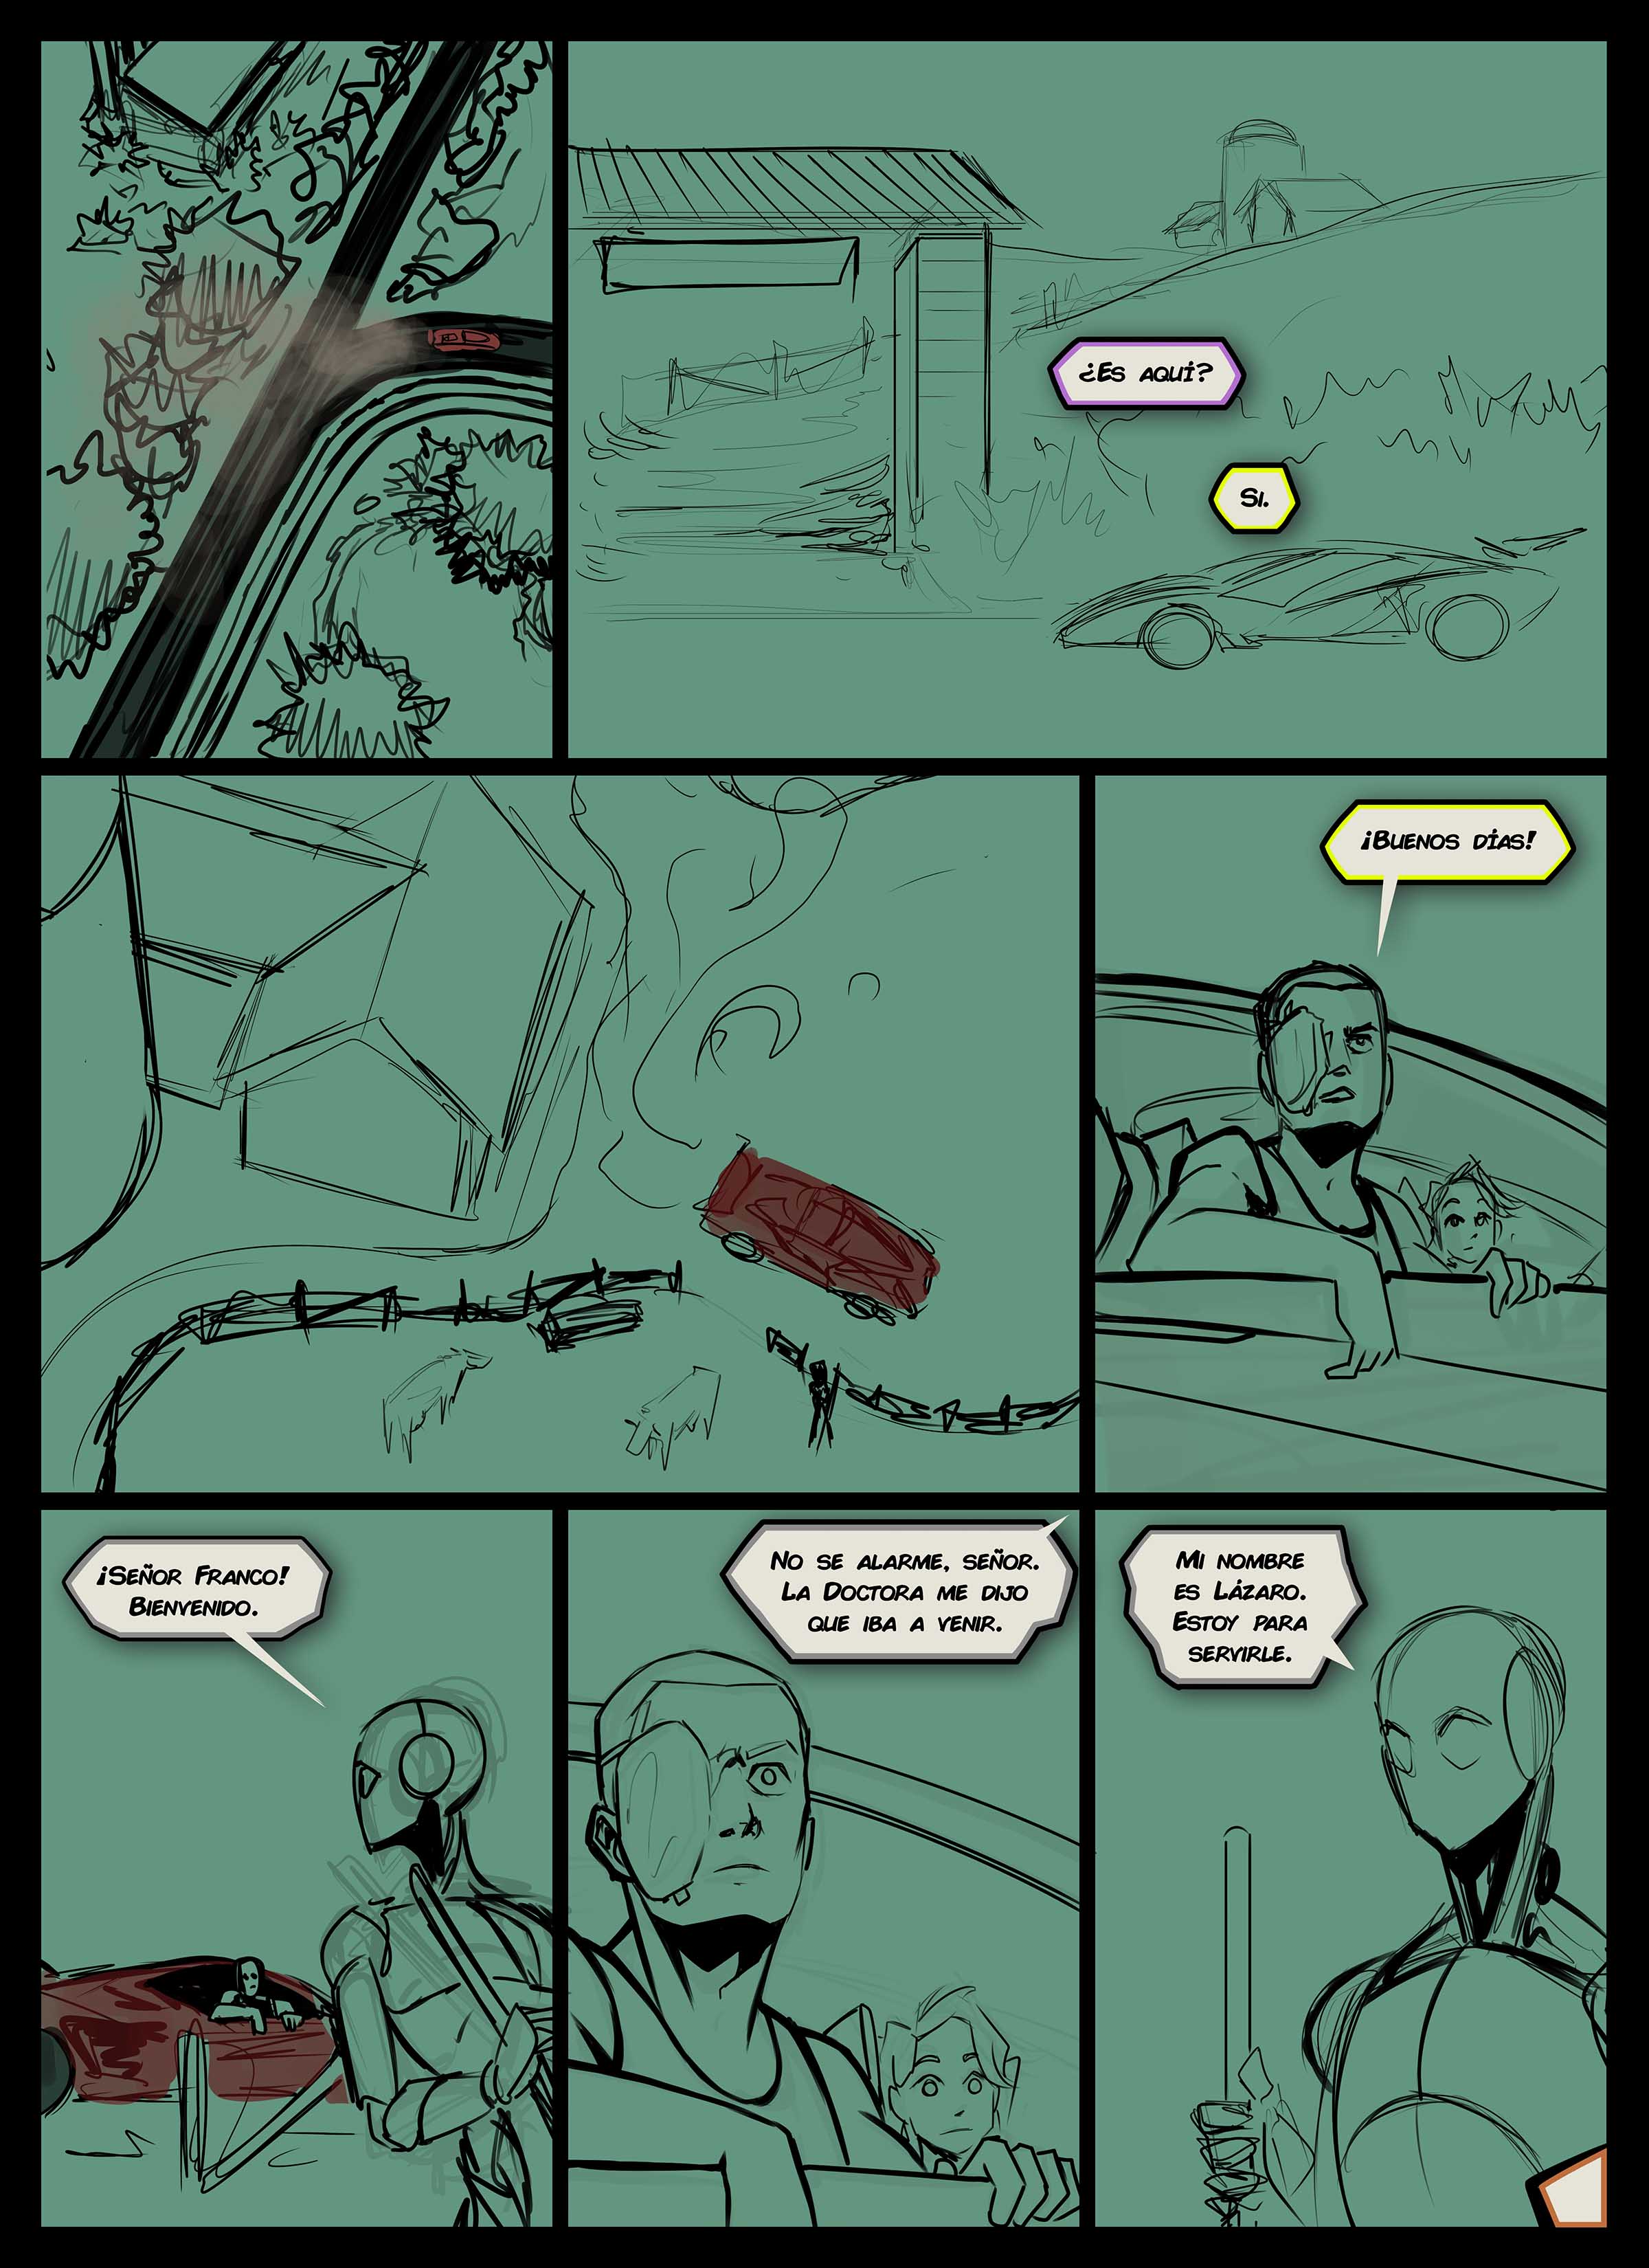 ¿Es aquí?
Si.
¡Buenos días!
¡Señor Franco!
Bienvenido.
No se alarme, señor.
La Doctora me dijo
que iba a venir.
Mi nombre
es Lázaro.
Estoy para
servirle.